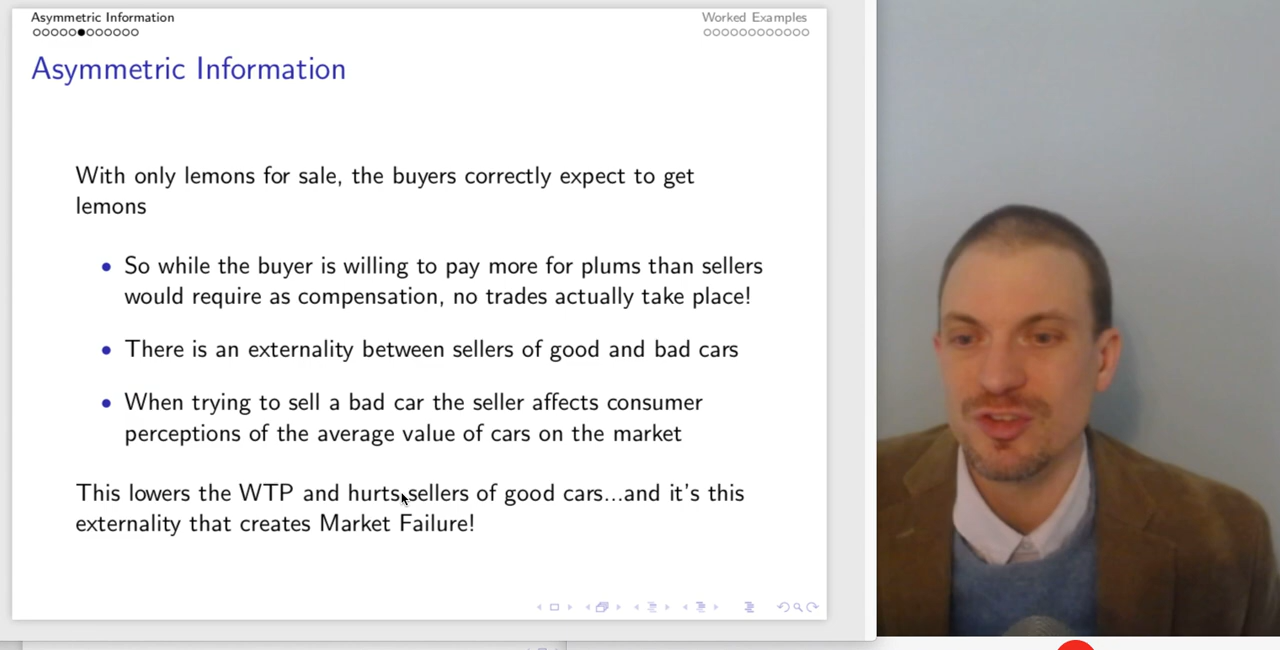 Asymmetric Information
Worked Examples
Asymmetric Information
With only lemons for sale, the buyers correctly expect to get
lemons
So while the buyer is willing to pay more for plums than sellers
would require as compensation, no trades actually take place!
There is an externality between sellers of good and bad cars
When trying to sell a bad car the seller affects consumer
perceptions of the average value of cars on the market
This lowers the WTP and hurts sellers of good cars...and it's this
externality that creates Market Failure!